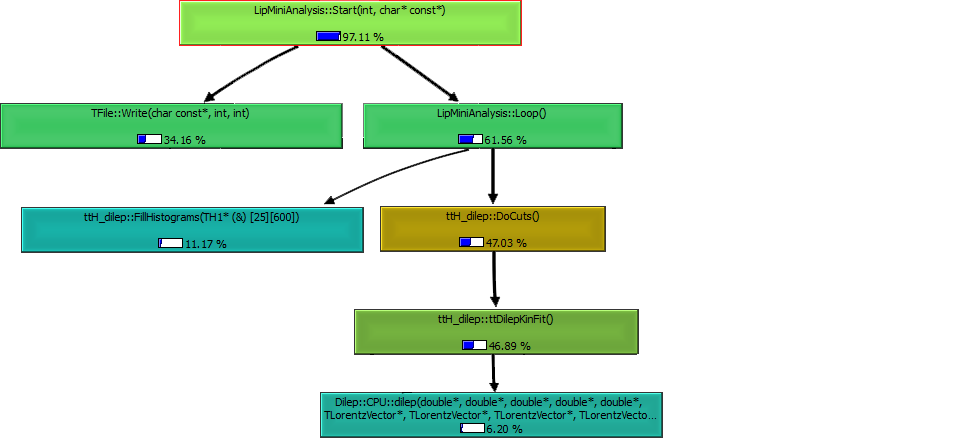 LipMiniAnalysis::Start(int, char* const*)
97.11 %
TFile::Write(char const*, int, int)
34.16 %
LipMiniAnalysis::Loop()
61.56 %
ttH_dilep::FillHistograms(TH1* (&) [25][600])
11.17 %
ttH_dilep::DoCuts()
47.03 %
ttH_dilep::ttDilepKinFit()
46.89 %
Dilep::CPU::dilep(double*, double*, double*, double*, double*,
TLorentzVector*, TLorentzVector*, TLorentzVector*, TLorentzVecto...
6.20 %